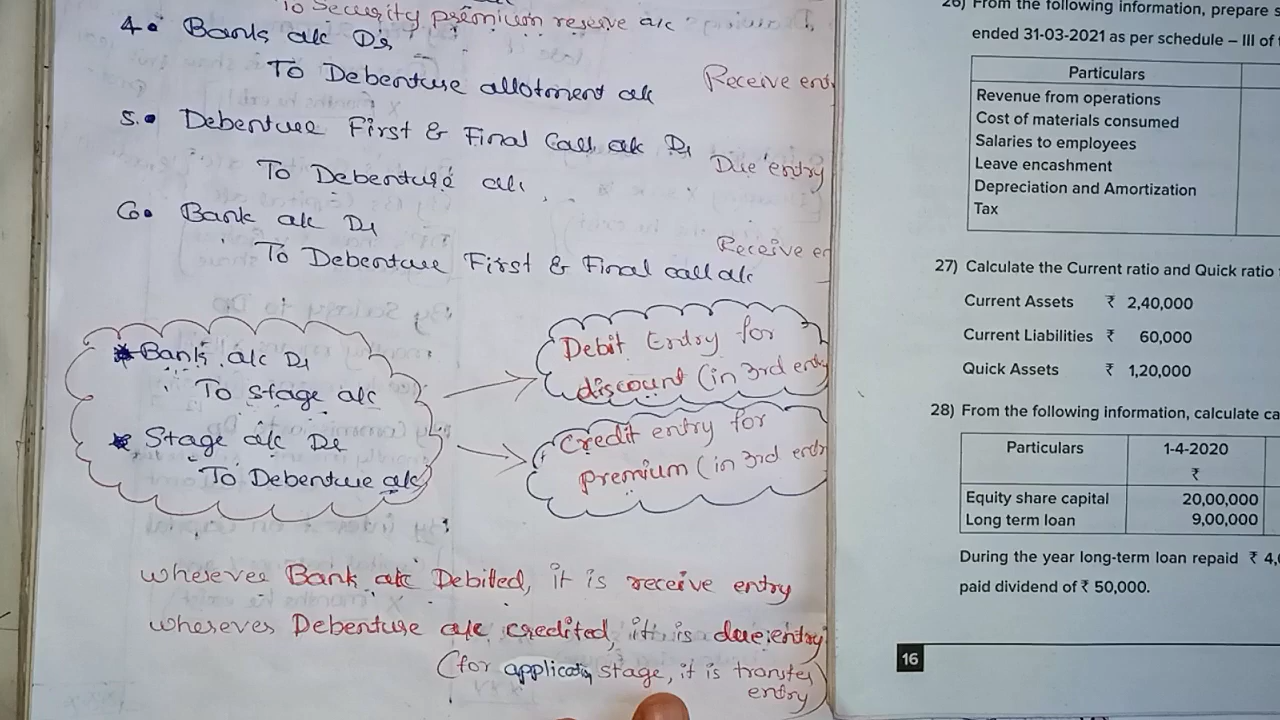 To Security premium reserve a/c
4. Bank a/c Dr
To Debenture allotment a/c Receive entry
5. Debenture First & Final Call a/c Dr
To Debenture a/c Due entry
6. Bank a/c Dr
To Debenture First & Final call a/c Receive
* Bank a/c Dr
To stage a/c
* Stage a/c Dr
To Debenture a/c
Debit Entry for
discount (in 3rd entry
Credit entry for
premium (in 3rd entry
wherever Bank a/c Debited, it is receive entry
wherever Debenture a/c credited, it is due entry
(for application stage, it is transfer
entry)
26) From the following information, prepare s
ended 31-03-2021 as per schedule – III of
Particulars
Revenue from operations
Cost of materials consumed
Salaries to employees
Leave encashment
Depreciation and Amortization
Tax
27) Calculate the Current ratio and Quick ratio
Current Assets ₹ 2,40,000
Current Liabilities ₹ 60,000
Quick Assets ₹ 1,20,000
28) From the following information, calculate ca
Particulars 1-4-2020
₹
Equity share capital 20,00,000
Long term loan 9,00,000
During the year long-term loan repaid ₹ 4,
paid dividend of ₹ 50,000.
16